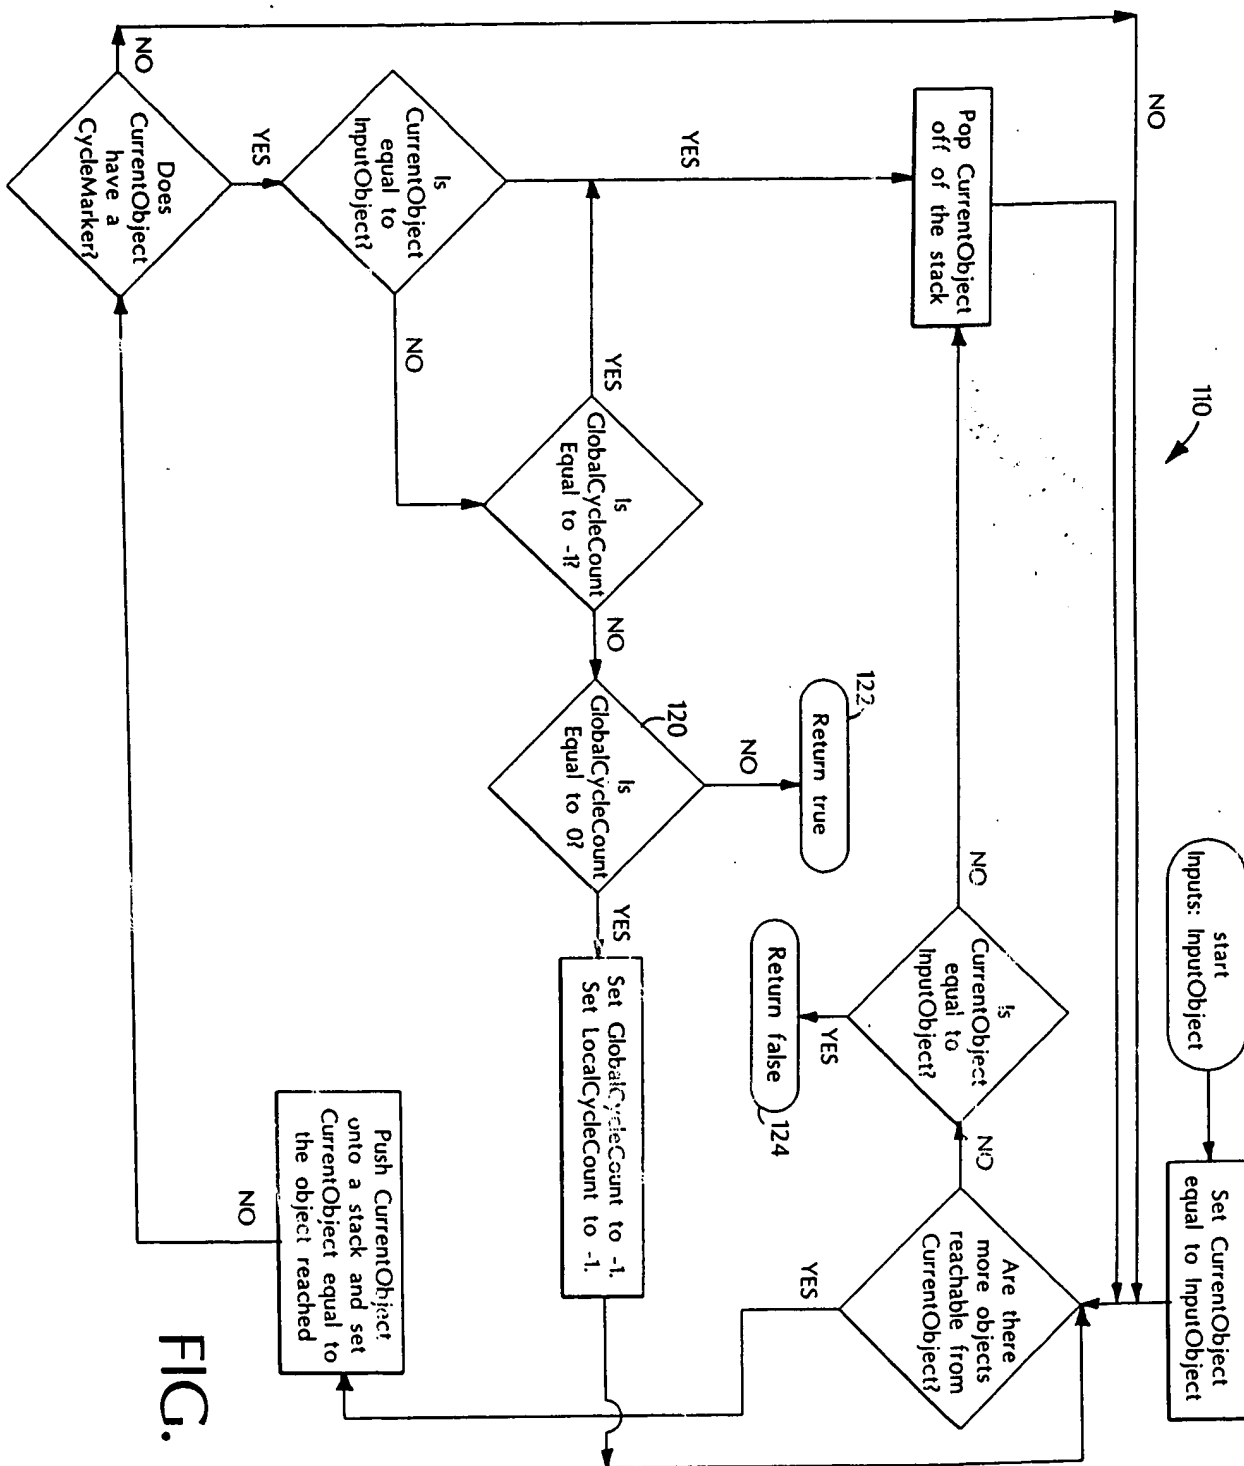 110
start
Inputs: InputObject
Set CurrentObject
equal to InputObject
Are there
more objects
reachable from
CurrentObject?
NO
YES
Is
CurrentObject
equal to
InputObject?
NO
YES
Return false
124
Pop CurrentObject
off of the stack
Push CurrentObject
onto a stack and set
CurrentObject equal to
the object reached
NO
Does
CurrentObject
have a
CycleMarker?
NO
NO
YES
Is
CurrentObject
equal to
InputObject?
YES
NO
Is
GlobalCycleCount
Equal to -1?
YES
NO
Is
GlobalCycleCount
Equal to 0?
120
NO
Return true
122
YES
Set GlobalCycleCount to -1.
Set LocalCycleCount to -1.
FIG.